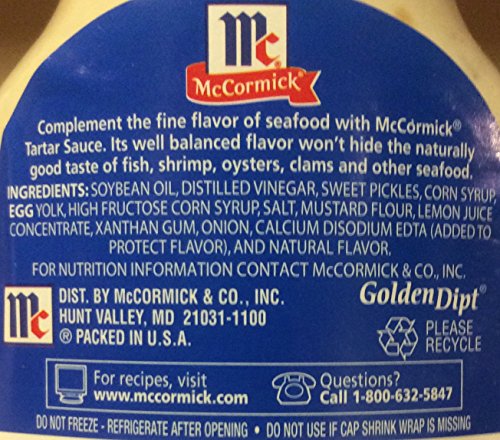 Mc
McCormick®
Complement the fine flavor of seafood with McCormick®
Tartar Sauce. Its well balanced flavor won't hide the naturally
good taste of fish, shrimp, oysters, clams and other seafood.
INGREDIENTS: SOYBEAN OIL, DISTILLED VINEGAR, SWEET PICKLES, CORN SYRUP,
EGG YOLK, HIGH FRUCTOSE CORN SYRUP, SALT, MUSTARD FLOUR, LEMON JUICE
CONCENTRATE, XANTHAN GUM, ONION, CALCIUM DISODIUM EDTA (ADDED TO
PROTECT FLAVOR), AND NATURAL FLAVOR.
FOR NUTRITION INFORMATION CONTACT McCORMICK & CO., INC.
Mc
DIST. BY McCORMICK & CO., INC.
HUNT VALLEY, MD 21031-1100
® PACKED IN U.S.A.
GoldenDipt®
PLEASE
RECYCLE
For recipes, visit
www.mccormick.com
Questions?
Call 1-800-632-5847
DO NOT FREEZE - REFRIGERATE AFTER OPENING • DO NOT USE IF CAP SHRINK WRAP IS MISSING